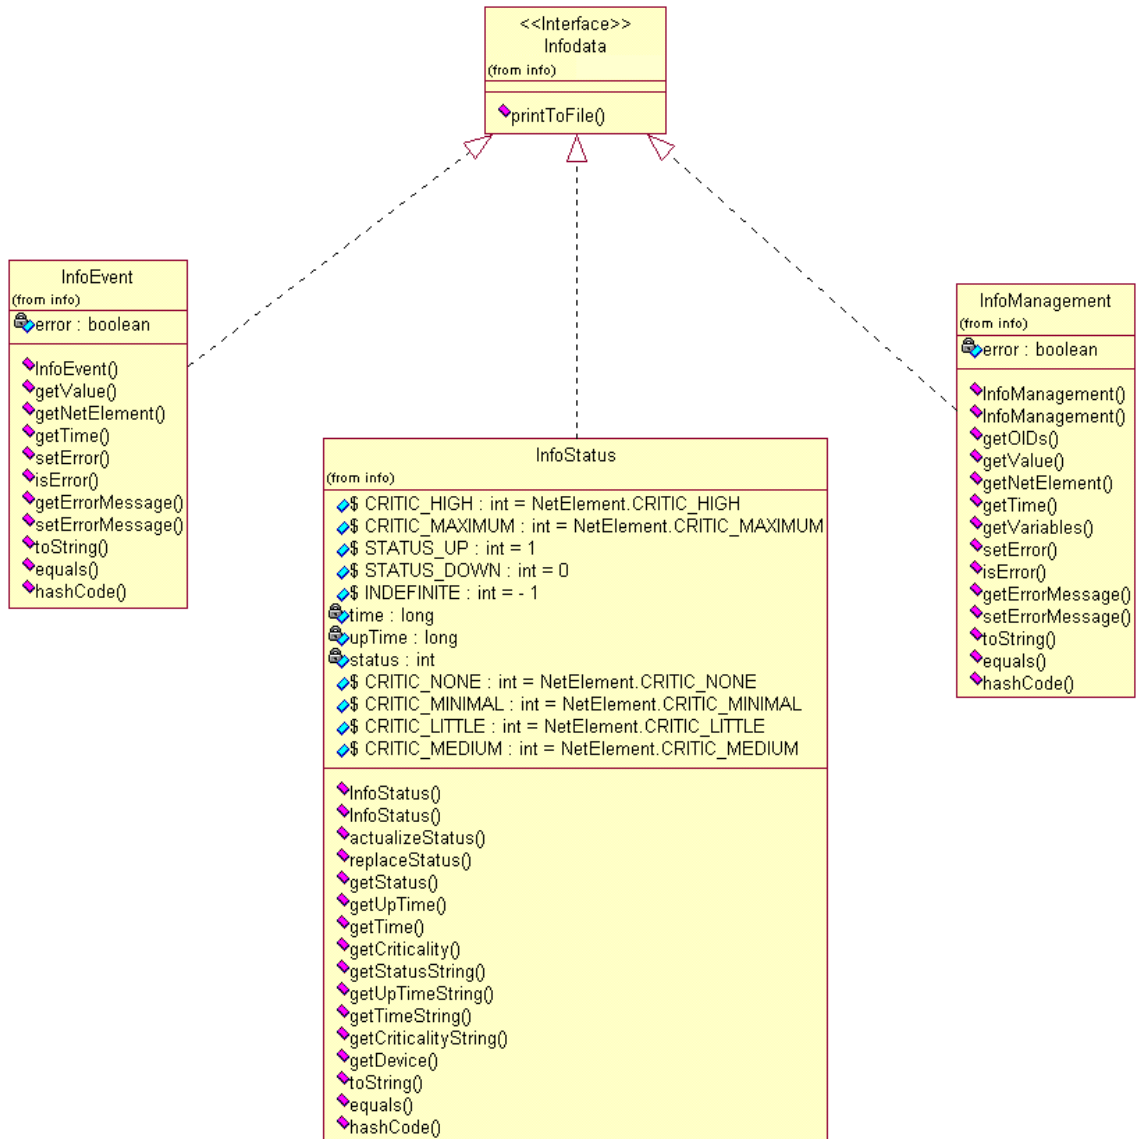 <<Interface>>
Infodata
(from info)
printToFile()
InfoEvent
(from info)
error : boolean
InfoEvent()
getValue()
getNetElement()
getTime()
setError()
isError()
getErrorMessage()
setErrorMessage()
toString()
equals()
hashCode()
InfoStatus
(from info)
$ CRITIC_HIGH : int = NetElement.CRITIC_HIGH
$ CRITIC_MAXIMUM : int = NetElement.CRITIC_MAXIMUM
$ STATUS_UP : int = 1
$ STATUS_DOWN : int = 0
$ INDEFINITE : int = - 1
time : long
upTime : long
status : int
$ CRITIC_NONE : int = NetElement.CRITIC_NONE
$ CRITIC_MINIMAL : int = NetElement.CRITIC_MINIMAL
$ CRITIC_LITTLE : int = NetElement.CRITIC_LITTLE
$ CRITIC_MEDIUM : int = NetElement.CRITIC_MEDIUM
InfoStatus()
InfoStatus()
actualizeStatus()
replaceStatus()
getStatus()
getUpTime()
getTime()
getCriticality()
getStatusString()
getUpTimeString()
getTimeString()
getCriticalityString()
getDevice()
toString()
equals()
hashCode()
InfoManagement
(from info)
error : boolean
InfoManagement()
InfoManagement()
getOIDs()
getValue()
getNetElement()
getTime()
getVariables()
setError()
isError()
getErrorMessage()
setErrorMessage()
toString()
equals()
hashCode()